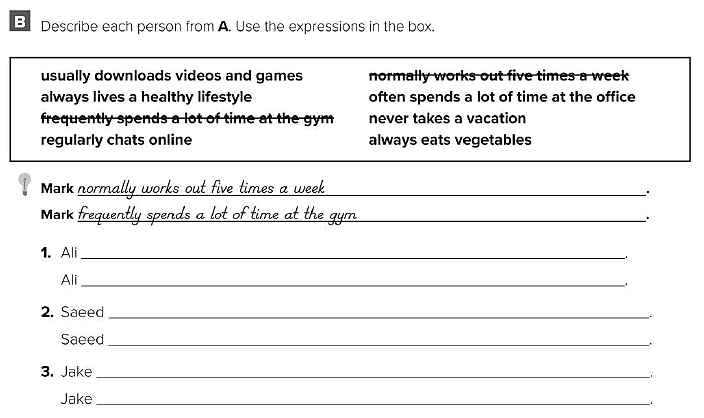 B Describe each person from A. Use the expressions in the box.
usually downloads videos and games
always lives a healthy lifestyle
frequently spends a lot of time at the gym
regularly chats online
normally works out five times a week
often spends a lot of time at the office
never takes a vacation
always eats vegetables
Mark normally works out five times a week.
Mark frequently spends a lot of time at the gym.
1. Ali .
Ali .
2. Saeed .
Saeed .
3. Jake .
Jake .